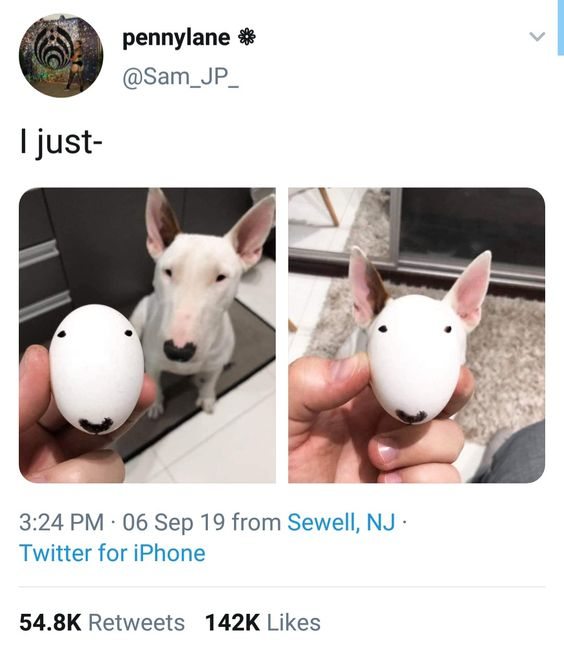 pennylane ❁
@Sam_JP_
I just-
3:24 PM · 06 Sep 19 from Sewell, NJ ·
Twitter for iPhone
54.8K Retweets 142K Likes